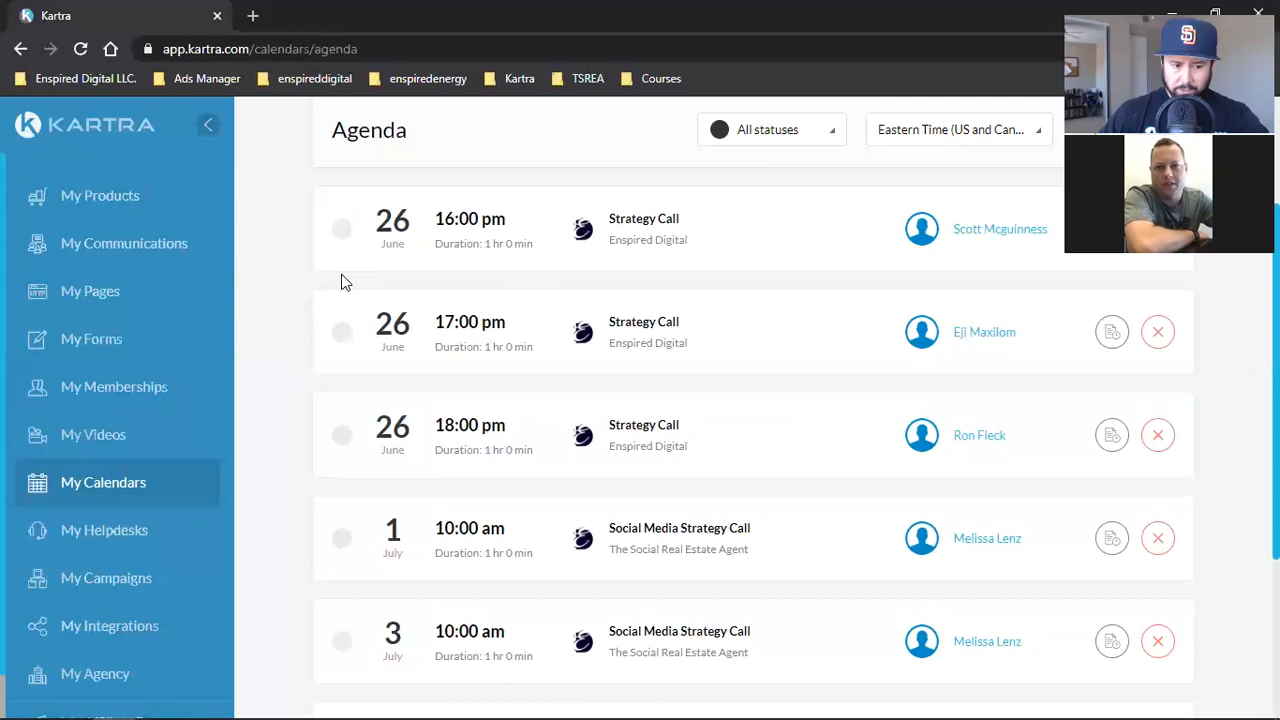 Kartra
app.kartra.com/calendars/agenda
Enspired Digital LLC.
Ads Manager
enspireddigital
enspiredenergy
Kartra
TSREA
Courses
KARTRA
My Products
My Communications
My Pages
My Forms
My Memberships
My Videos
My Calendars
My Helpdesks
My Campaigns
My Integrations
My Agency
Agenda
All statuses
Eastern Time (US and Can...
26
June
16:00 pm
Duration: 1 hr 0 min
Strategy Call
Enspired Digital
Scott Mcguinness
26
June
17:00 pm
Duration: 1 hr 0 min
Strategy Call
Enspired Digital
Eji Maxilom
26
June
18:00 pm
Duration: 1 hr 0 min
Strategy Call
Enspired Digital
Ron Fleck
1
July
10:00 am
Duration: 1 hr 0 min
Social Media Strategy Call
The Social Real Estate Agent
Melissa Lenz
3
July
10:00 am
Duration: 1 hr 0 min
Social Media Strategy Call
The Social Real Estate Agent
Melissa Lenz